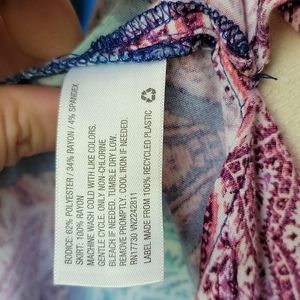 BODICE: 62% POLYESTER / 34% RAYON / 4% SPANDEX
SKIRT: 100% RAYON
MACHINE WASH COLD WITH LIKE COLORS,
GENTLE CYCLE. ONLY NON-CHLORINE
BLEACH IF NEEDED. TUMBLE DRY LOW.
REMOVE PROMPTLY. COOL IRON IF NEEDED.
RN17730 VN2242811
LABEL MADE FROM 100% RECYCLED PLASTIC